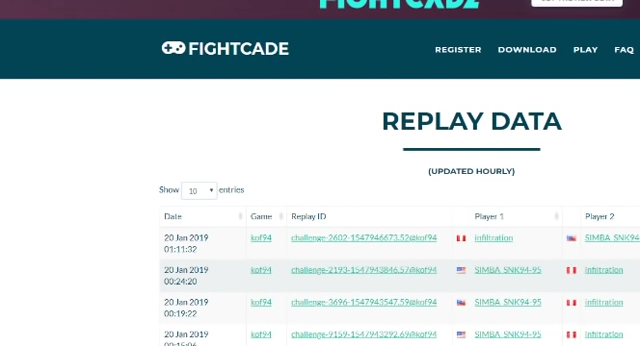 FIGHTCADE
REGISTER DOWNLOAD PLAY FAQ
REPLAY DATA
(UPDATED HOURLY)
Show 10 entries
Date Game Replay ID Player 1 Player 2
20 Jan 2019 kof94 challenge-2602-1547946673.52@kof94 Infiltration SIMBA_SNK94
01:11:32
20 Jan 2019 kof94 challenge-2193-1547943846.57@kof94 SIMBA_SNK94-95 Infiltration
00:24:20
20 Jan 2019 kof94 challenge-3696-1547943547.59@kof94 SIMBA_SNK94-95 Infiltration
00:19:22
20 Jan 2019 kof94 challenge-9159-1547943292.69@kof94 SIMBA_SNK94-95 Infiltration